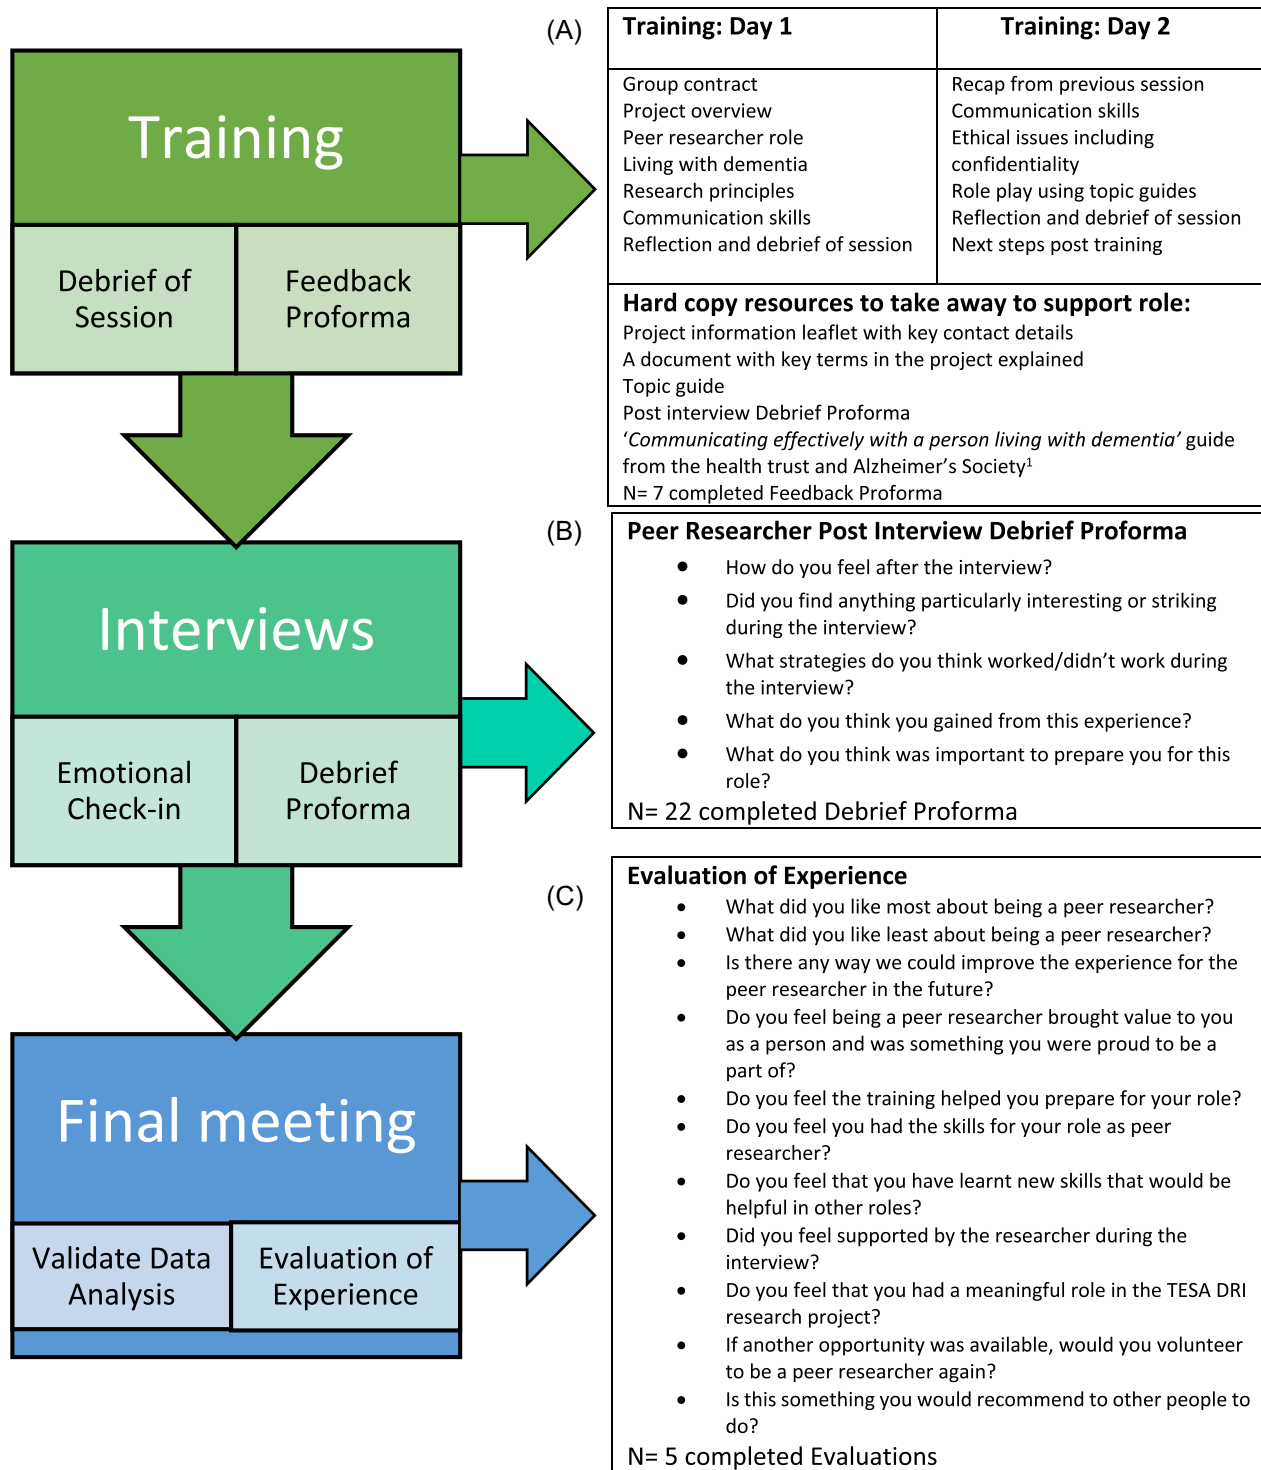 Training
Debrief of
Session
Feedback
Proforma
(A)
Training: Day 1
Training: Day 2
Group contract
Project overview
Peer researcher role
Living with dementia
Research principles
Communication skills
Reflection and debrief of session
Recap from previous session
Communication skills
Ethical issues including
confidentiality
Role play using topic guides
Reflection and debrief of session
Next steps post training
Hard copy resources to take away to support role:
Project information leaflet with key contact details
A document with key terms in the project explained
Topic guide
Post interview Debrief Proforma
‘Communicating effectively with a person living with dementia’ guide
from the health trust and Alzheimer’s Society¹
N= 7 completed Feedback Proforma
Interviews
Emotional
Check-in
Debrief
Proforma
(B)
Peer Researcher Post Interview Debrief Proforma
● How do you feel after the interview?
● Did you find anything particularly interesting or striking
during the interview?
● What strategies do you think worked/didn’t work during
the interview?
● What do you think you gained from this experience?
● What do you think was important to prepare you for this
role?
N= 22 completed Debrief Proforma
Final meeting
Validate Data
Analysis
Evaluation of
Experience
(C)
Evaluation of Experience
• What did you like most about being a peer researcher?
• What did you like least about being a peer researcher?
• Is there any way we could improve the experience for the
peer researcher in the future?
• Do you feel being a peer researcher brought value to you
as a person and was something you were proud to be a
part of?
• Do you feel the training helped you prepare for your role?
• Do you feel you had the skills for your role as peer
researcher?
• Do you feel that you have learnt new skills that would be
helpful in other roles?
• Did you feel supported by the researcher during the
interview?
• Do you feel that you had a meaningful role in the TESA DRI
research project?
• If another opportunity was available, would you volunteer
to be a peer researcher again?
• Is this something you would recommend to other people to
do?
N= 5 completed Evaluations